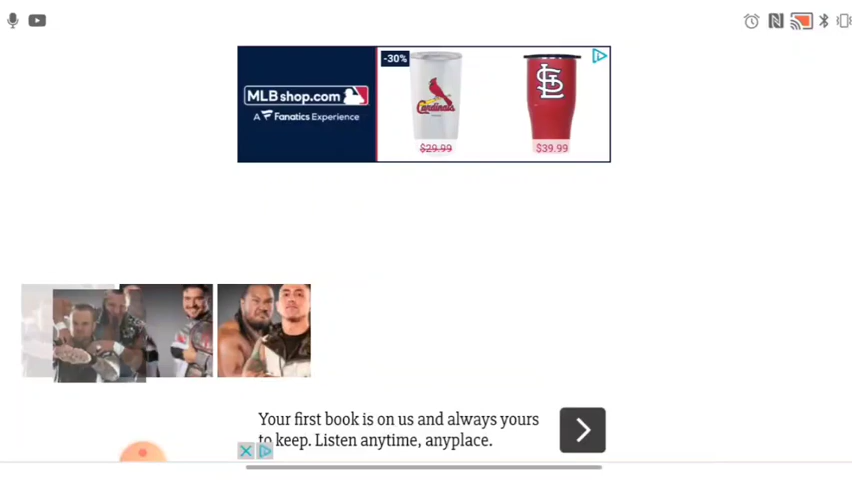 -30%
MLBshop.com
A Fanatics Experience
Cardinals
STL
$29.99
$39.99
Your first book is on us and always yours
to keep. Listen anytime, anyplace.